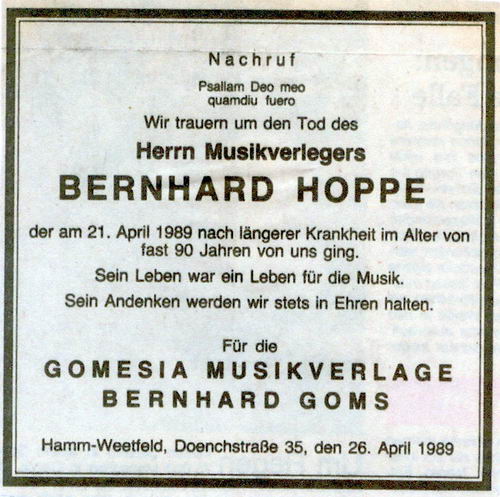 Nachruf
Psallam Deo meo
quamdiu fuero
Wir trauern um den Tod des
Herrn Musikverlegers
BERNHARD HOPPE
der am 21. April 1989 nach längerer Krankheit im Alter von
fast 90 Jahren von uns ging.
Sein Leben war ein Leben für die Musik.
Sein Andenken werden wir stets in Ehren halten.
Für die
GOMESIA MUSIKVERLAGE
BERNHARD GOMS
Hamm-Weetfeld, Doenchstraße 35, den 26. April 1989